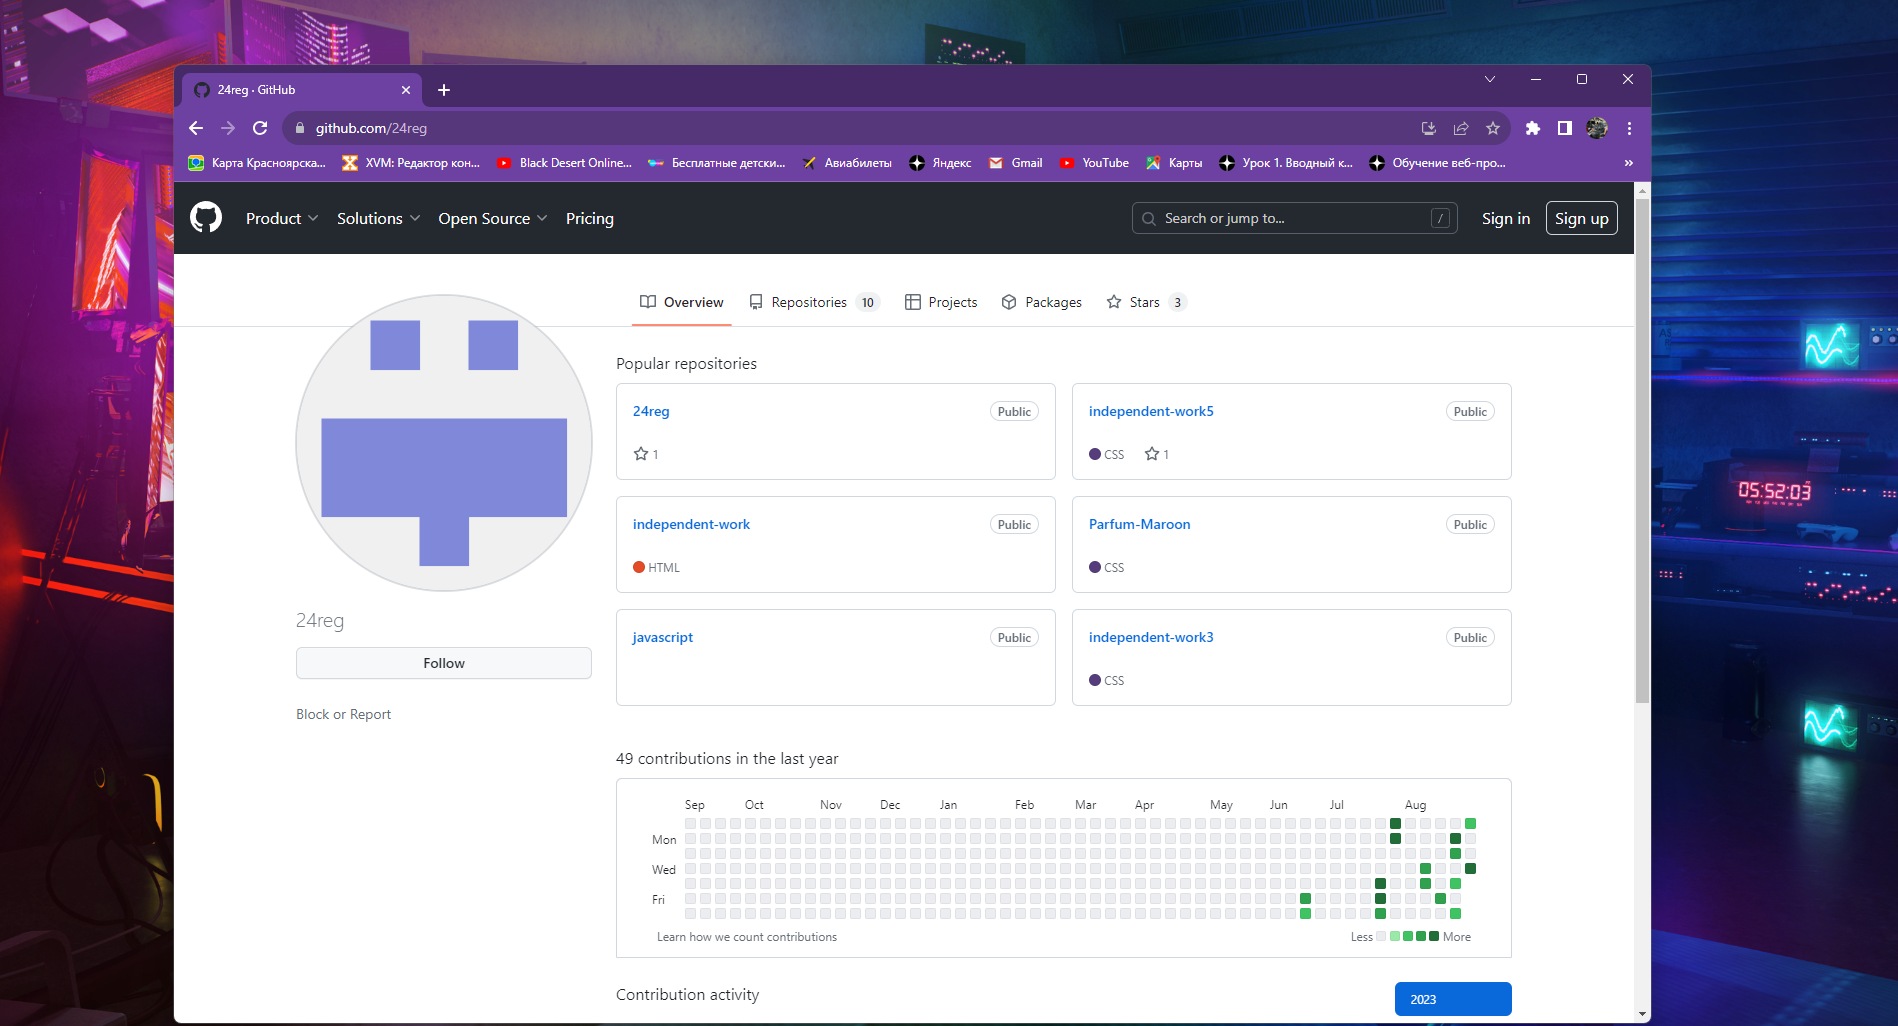 24reg · GitHub
github.com/24reg
Карта Красноярска...
XVM: Редактор кон...
Black Desert Online...
Бесплатные детски...
Авиабилеты
Яндекс
Gmail
YouTube
Карты
Урок 1. Вводный к...
Обучение веб-про...
»
Product
Solutions
Open Source
Pricing
Search or jump to...
/
Sign in
Sign up
Overview
Repositories 10
Projects
Packages
Stars 3
Popular repositories
24reg Public
1
independent-work5 Public
CSS 1
independent-work Public
HTML
Parfum-Maroon Public
CSS
javascript Public
independent-work3 Public
CSS
24reg
Follow
Block or Report
49 contributions in the last year
Sep Oct Nov Dec Jan Feb Mar Apr May Jun Jul Aug
Mon
Wed
Fri
Learn how we count contributions
Less More
Contribution activity
2023
05:52:03